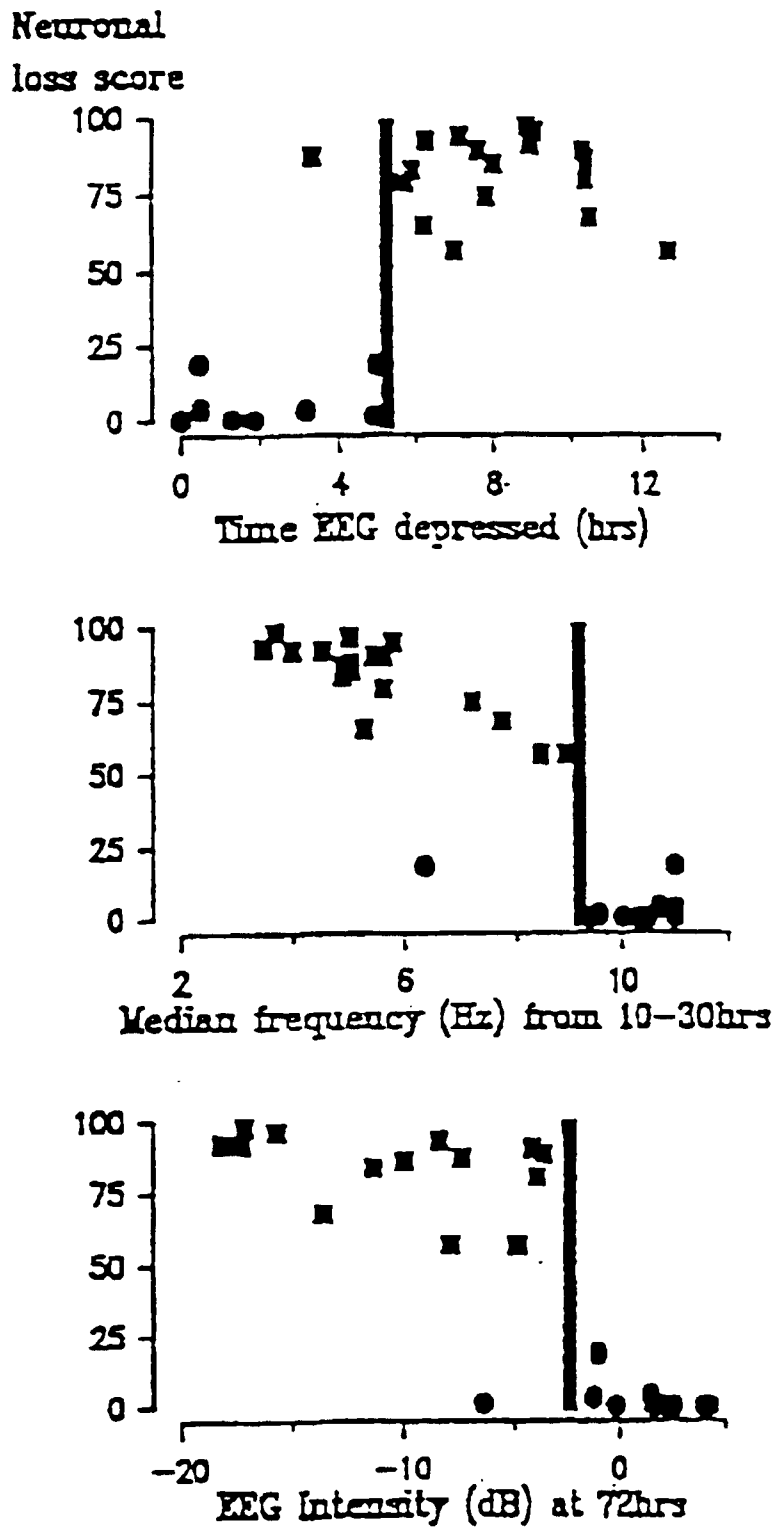 Neuronal
loss score
100
75
50
25
0
0 4 8 12
Time EEG depressed (hrs)
100
75
50
25
0
2 6 10
Median frequency (Hz) from 10-30hrs
100
75
50
25
0
-20 -10 0
EEG Intensity (dB) at 72hrs